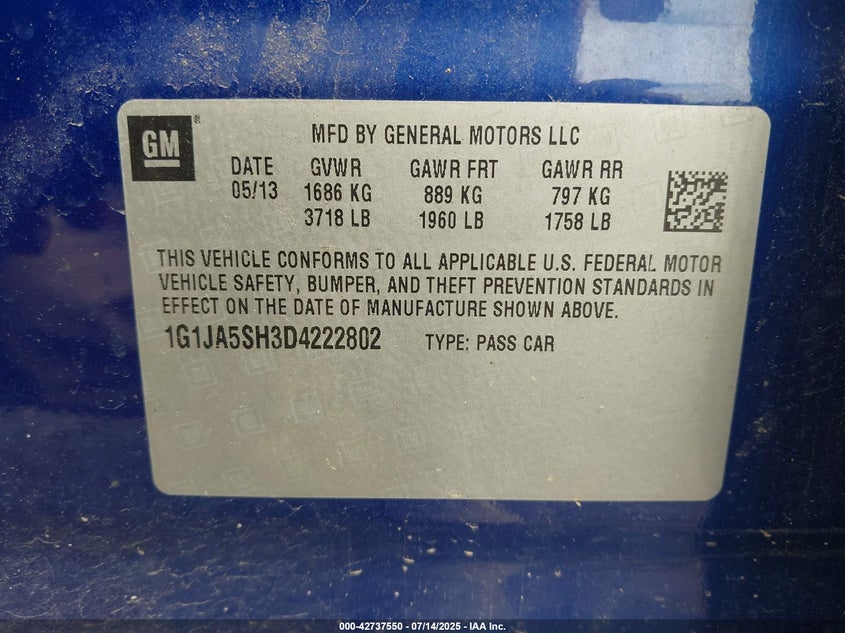 GM ®
MFD BY GENERAL MOTORS LLC
DATE GVWR GAWR FRT GAWR RR
05/13 1686 KG 889 KG 797 KG
3718 LB 1960 LB 1758 LB
THIS VEHICLE CONFORMS TO ALL APPLICABLE U.S. FEDERAL MOTOR
VEHICLE SAFETY, BUMPER, AND THEFT PREVENTION STANDARDS IN
EFFECT ON THE DATE OF MANUFACTURE SHOWN ABOVE.
1G1JA5SH3D4222802 TYPE: PASS CAR
000-42737550 - 07/14/2025 - IAA Inc.